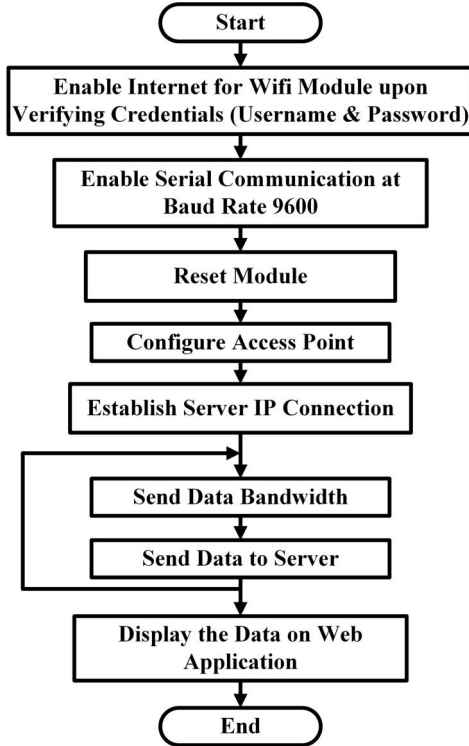 Start
Enable Internet for Wifi Module upon
Verifying Credentials (Username & Password)
Enable Serial Communication at
Baud Rate 9600
Reset Module
Configure Access Point
Establish Server IP Connection
Send Data Bandwidth
Send Data to Server
Display the Data on Web
Application
End